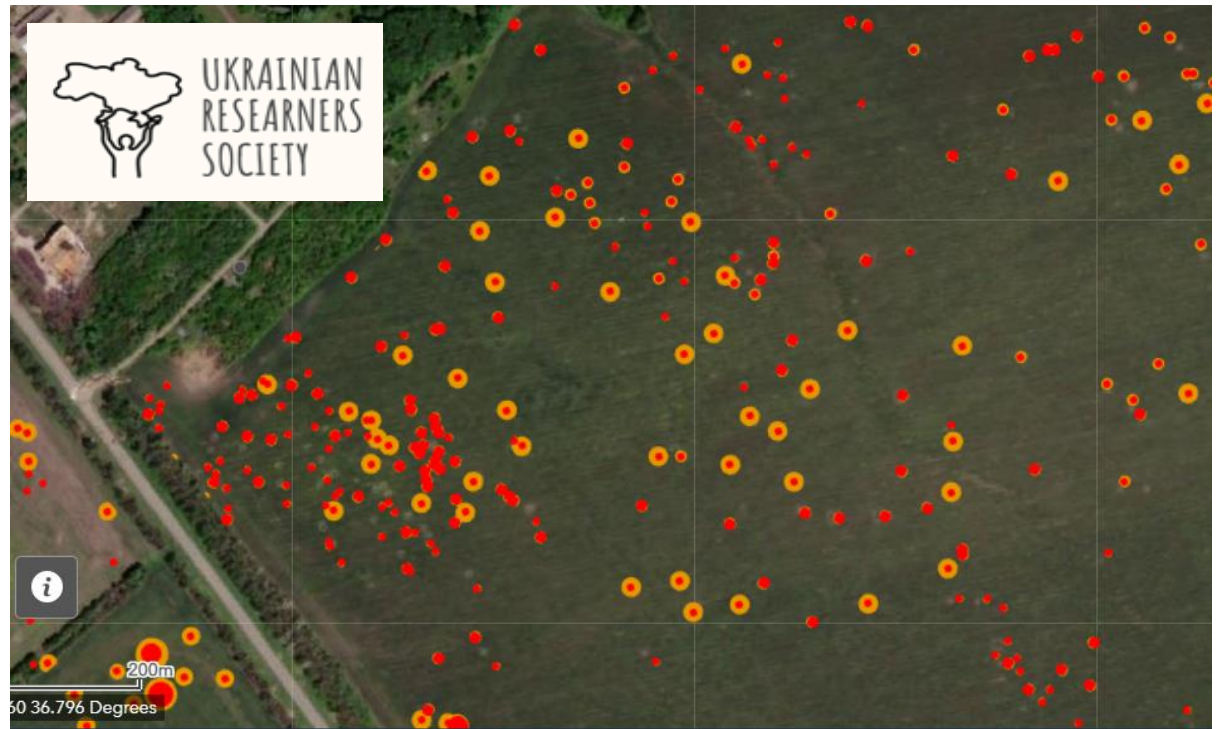 UKRAINIAN
RESEARNERS
SOCIETY
i
200m
60 36.796 Degrees